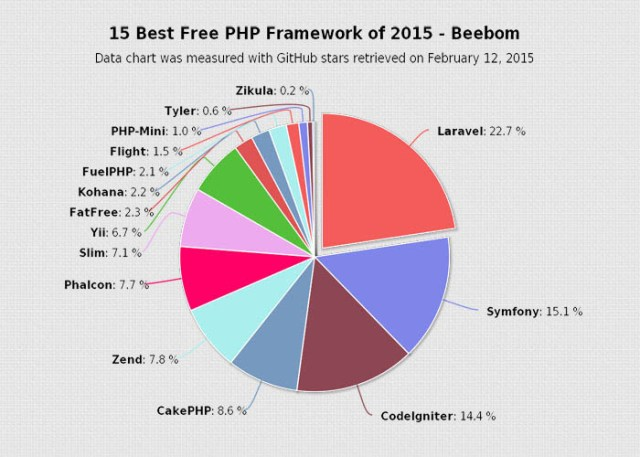 15 Best Free PHP Framework of 2015 - Beebom
Data chart was measured with GitHub stars retrieved on February 12, 2015
Zikula: 0.2 %
Tyler: 0.6 %
PHP-Mini: 1.0 %
Flight: 1.5 %
FuelPHP: 2.1 %
Kohana: 2.2 %
FatFree: 2.3 %
Yii: 6.7 %
Slim: 7.1 %
Phalcon: 7.7 %
Zend: 7.8 %
CakePHP: 8.6 %
CodeIgniter: 14.4 %
Symfony: 15.1 %
Laravel: 22.7 %